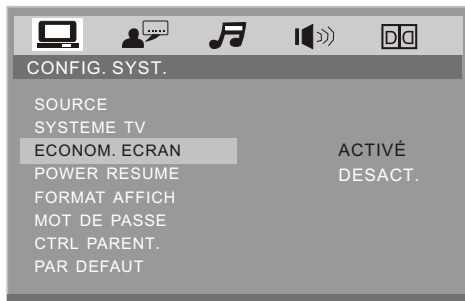 CONFIG. SYST.
SOURCE
SYSTEME TV
ECONOM. ECRAN ACTIVÉ
POWER RESUME DESACT.
FORMAT AFFICH
MOT DE PASSE
CTRL PARENT.
PAR DEFAUT